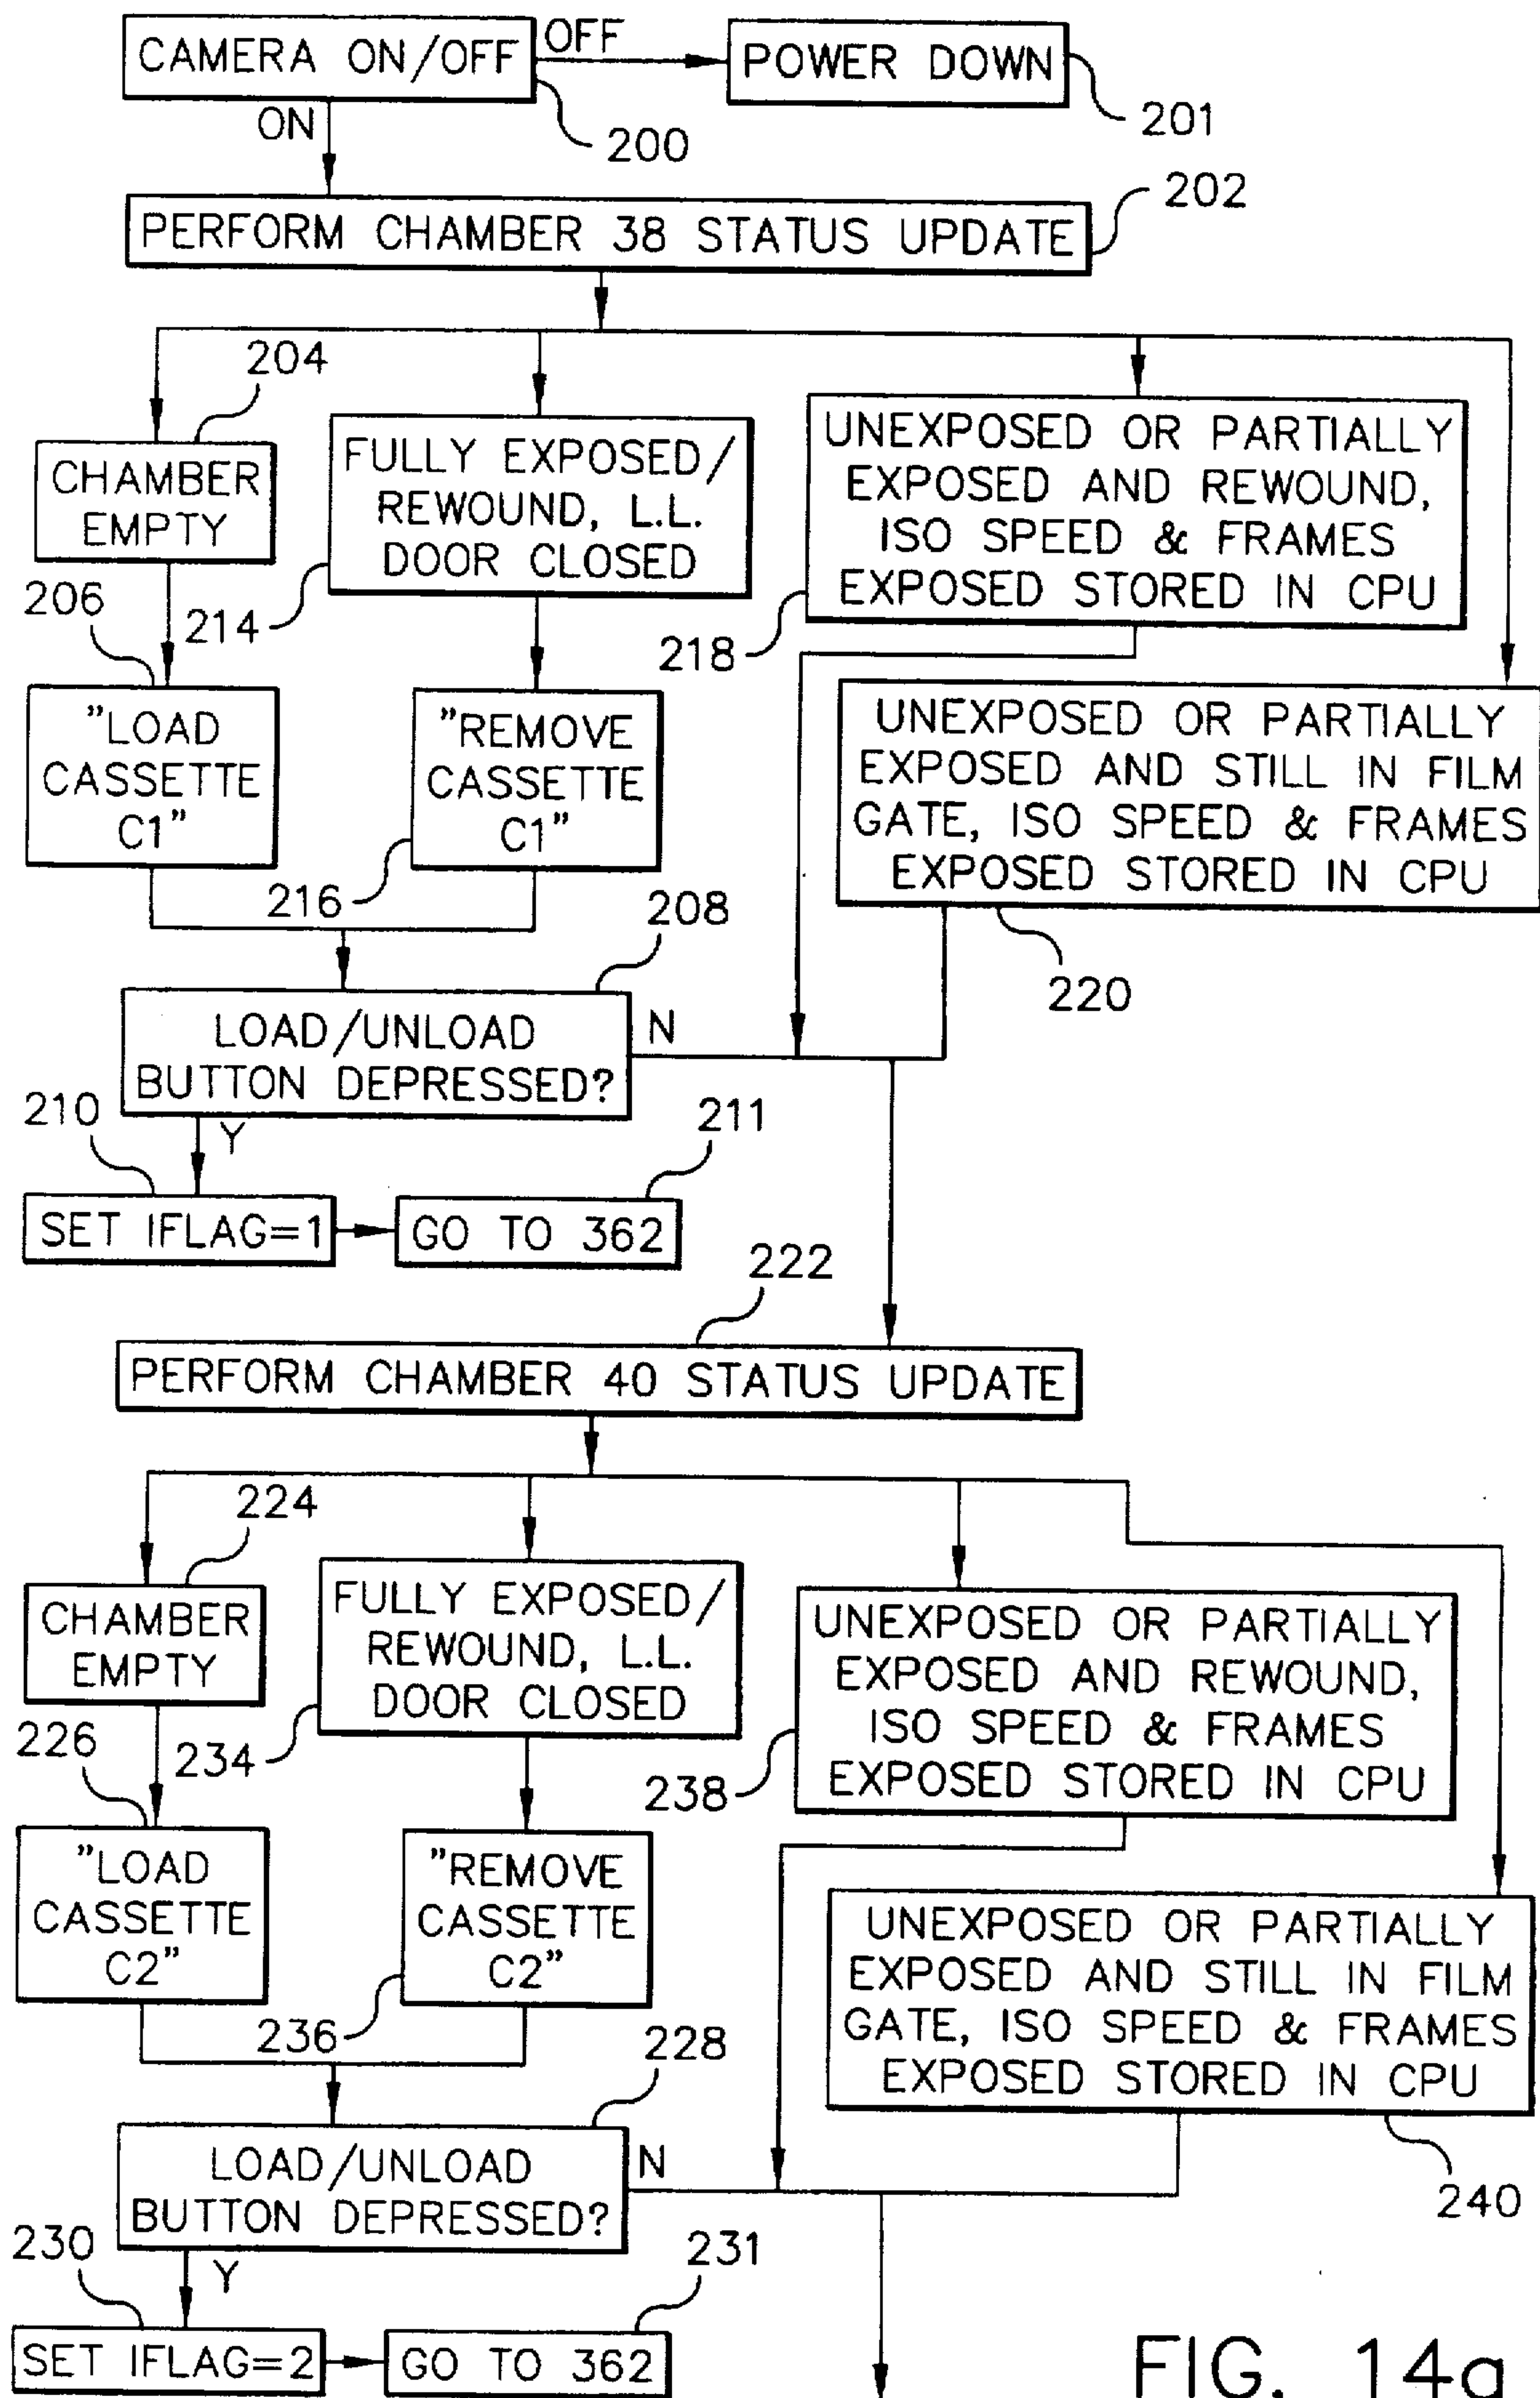 CAMERA ON/OFF
OFF
POWER DOWN
201
ON
200
202
PERFORM CHAMBER 38 STATUS UPDATE
204
CHAMBER
EMPTY
FULLY EXPOSED/
REWOUND, L.L.
DOOR CLOSED
UNEXPOSED OR PARTIALLY
EXPOSED AND REWOUND,
ISO SPEED & FRAMES
EXPOSED STORED IN CPU
206
214
218
"LOAD
CASSETTE
C1"
"REMOVE
CASSETTE
C1"
UNEXPOSED OR PARTIALLY
EXPOSED AND STILL IN FILM
GATE, ISO SPEED & FRAMES
EXPOSED STORED IN CPU
216
208
220
LOAD/UNLOAD
BUTTON DEPRESSED?
N
210
Y
211
SET IFLAG=1
GO TO 362
222
PERFORM CHAMBER 40 STATUS UPDATE
224
CHAMBER
EMPTY
FULLY EXPOSED/
REWOUND, L.L.
DOOR CLOSED
UNEXPOSED OR PARTIALLY
EXPOSED AND REWOUND,
ISO SPEED & FRAMES
EXPOSED STORED IN CPU
226
234
238
"LOAD
CASSETTE
C2"
"REMOVE
CASSETTE
C2"
UNEXPOSED OR PARTIALLY
EXPOSED AND STILL IN FILM
GATE, ISO SPEED & FRAMES
EXPOSED STORED IN CPU
236
228
240
LOAD/UNLOAD
BUTTON DEPRESSED?
N
230
Y
231
SET IFLAG=2
GO TO 362
FIG. 14a